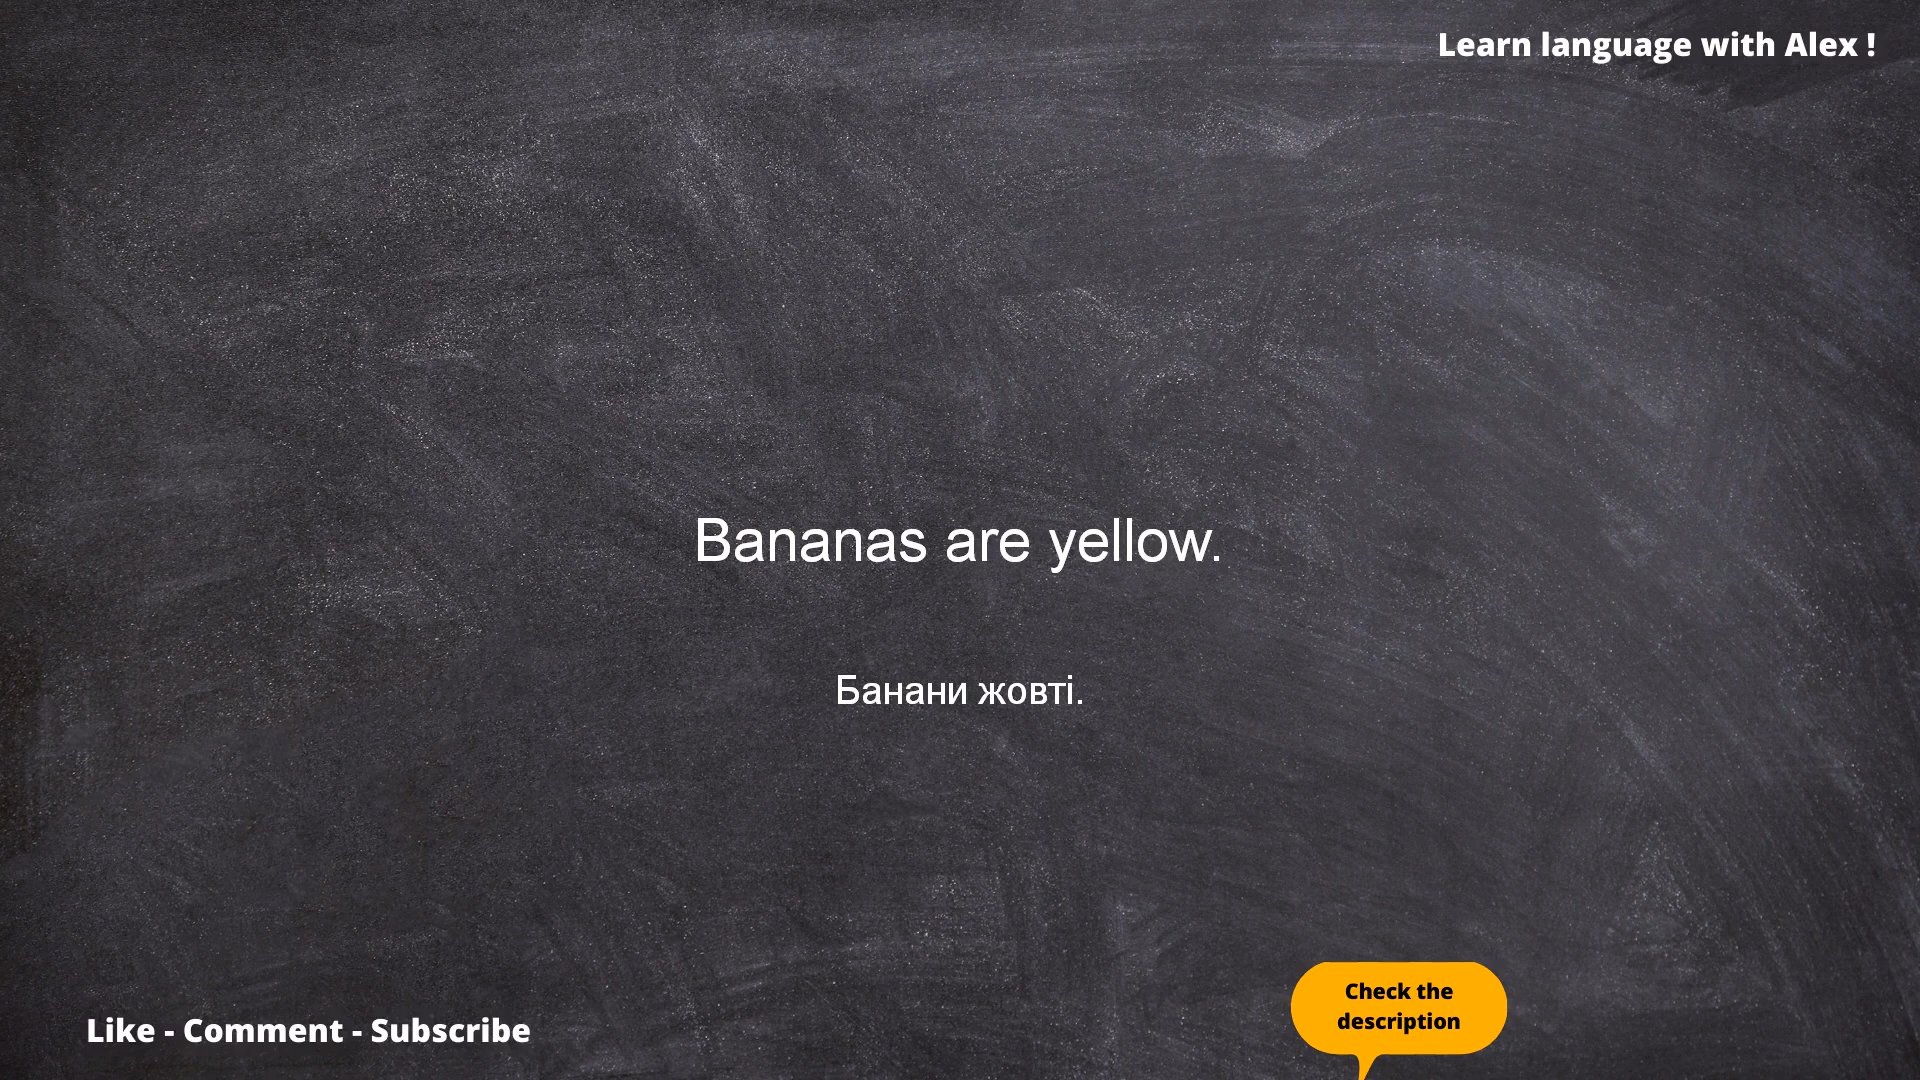 Learn language with Alex !
Bananas are yellow.
Банани жовті.
Check the
description
Like - Comment - Subscribe